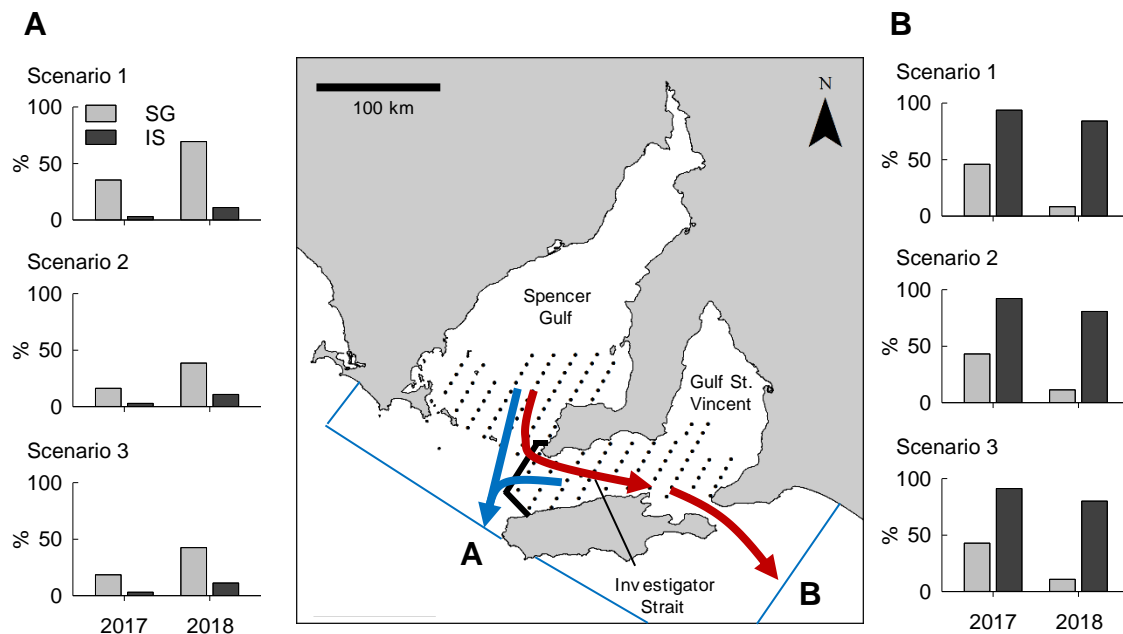 A
Scenario 1
100
50
0
%
SG
IS
Scenario 2
100
50
0
%
Scenario 3
100
50
0
%
2017 2018
100 km
N
Spencer
Gulf
Gulf St.
Vincent
A
B
Investigator
Strait
B
Scenario 1
100
50
0
%
Scenario 2
100
50
0
%
Scenario 3
100
50
0
%
2017 2018